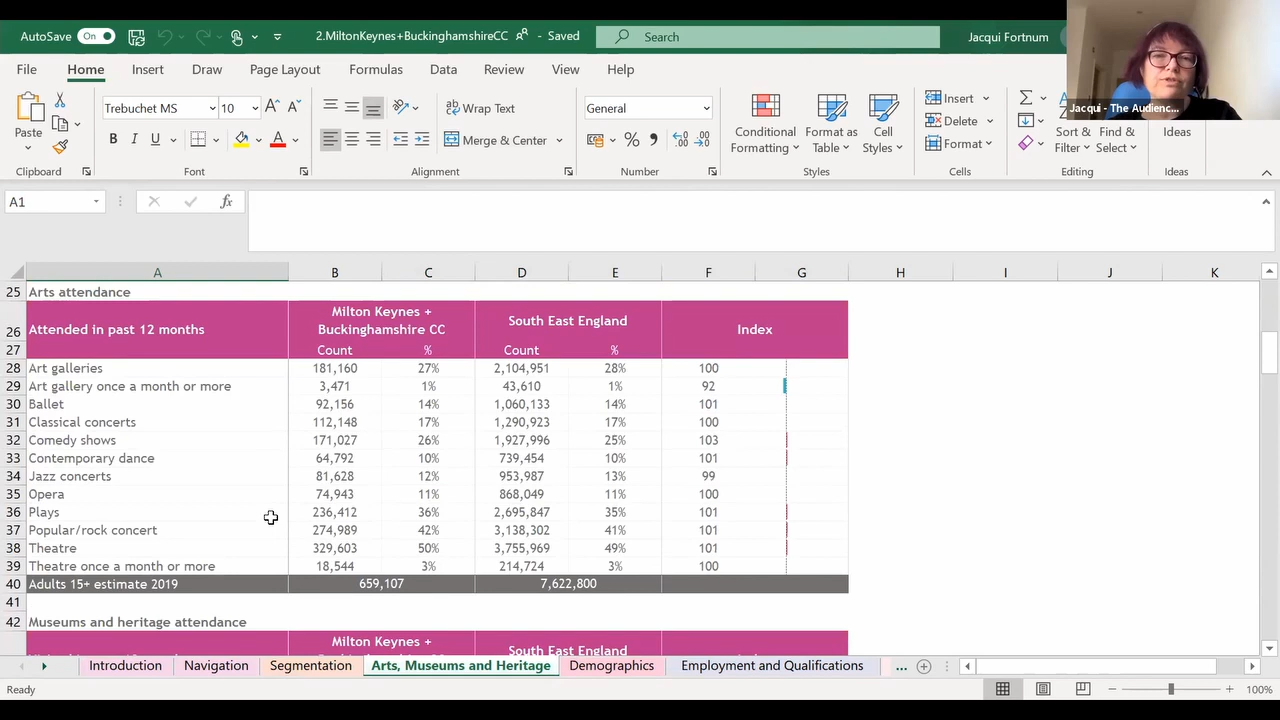 AutoSave On 2.MiltonKeynes+BuckinghamshireCC - Saved Search Jacqui Fortnum
Jacqui - The Audienc...
File Home Insert Draw Page Layout Formulas Data Review View Help
Paste Trebuchet MS 10 A A Wrap Text General Conditional Formatting Format as Table Cell Styles Insert Sort & Filter Find & Select Ideas
B I U A Merge & Center % Delete
Format
Clipboard Font Alignment Number Styles Cells Editing Ideas
A1 fx
A B C D E F G H I J K
25 Arts attendance
26 Attended in past 12 months Milton Keynes + Buckinghamshire CC South East England Index
27 Count % Count %
28 Art galleries 181,160 27% 2,104,951 28% 100
29 Art gallery once a month or more 3,471 1% 43,610 1% 92
30 Ballet 92,156 14% 1,060,133 14% 101
31 Classical concerts 112,148 17% 1,290,923 17% 100
32 Comedy shows 171,027 26% 1,927,996 25% 103
33 Contemporary dance 64,792 10% 739,454 10% 101
34 Jazz concerts 81,628 12% 953,987 13% 99
35 Opera 74,943 11% 868,049 11% 100
36 Plays 236,412 36% 2,695,847 35% 101
37 Popular/rock concert 274,989 42% 3,138,302 41% 101
38 Theatre 329,603 50% 3,755,969 49% 101
39 Theatre once a month or more 18,544 3% 214,724 3% 100
40 Adults 15+ estimate 2019 659,107 7,622,800
41
42 Museums and heritage attendance
Milton Keynes +
South East England
Introduction Navigation Segmentation Arts, Museums and Heritage Demographics Employment and Qualifications ...
Ready 100%